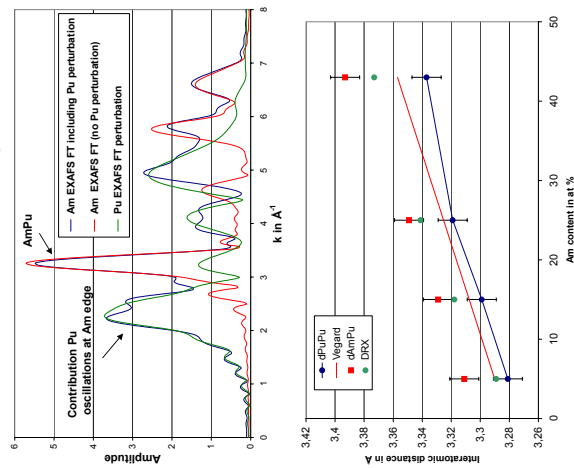 Amplitude
6
5
4
3
2
1
0
0
1
2
3
4
5
6
7
8
k in Å⁻¹
AmPu
Contribution Pu
oscillations at Am edge
Am EXAFS FT including Pu perturbation)
Am EXAFS FT (no Pu perturbation)
Pu EXAFS FT perturbation
Interatomic distance in A
3,42
3,4
3,38
3,36
3,34
3,32
3,3
3,28
3,26
0
10
20
30
40
50
Am content in at %
dPuPu
Vegard
dAmPu
DRX